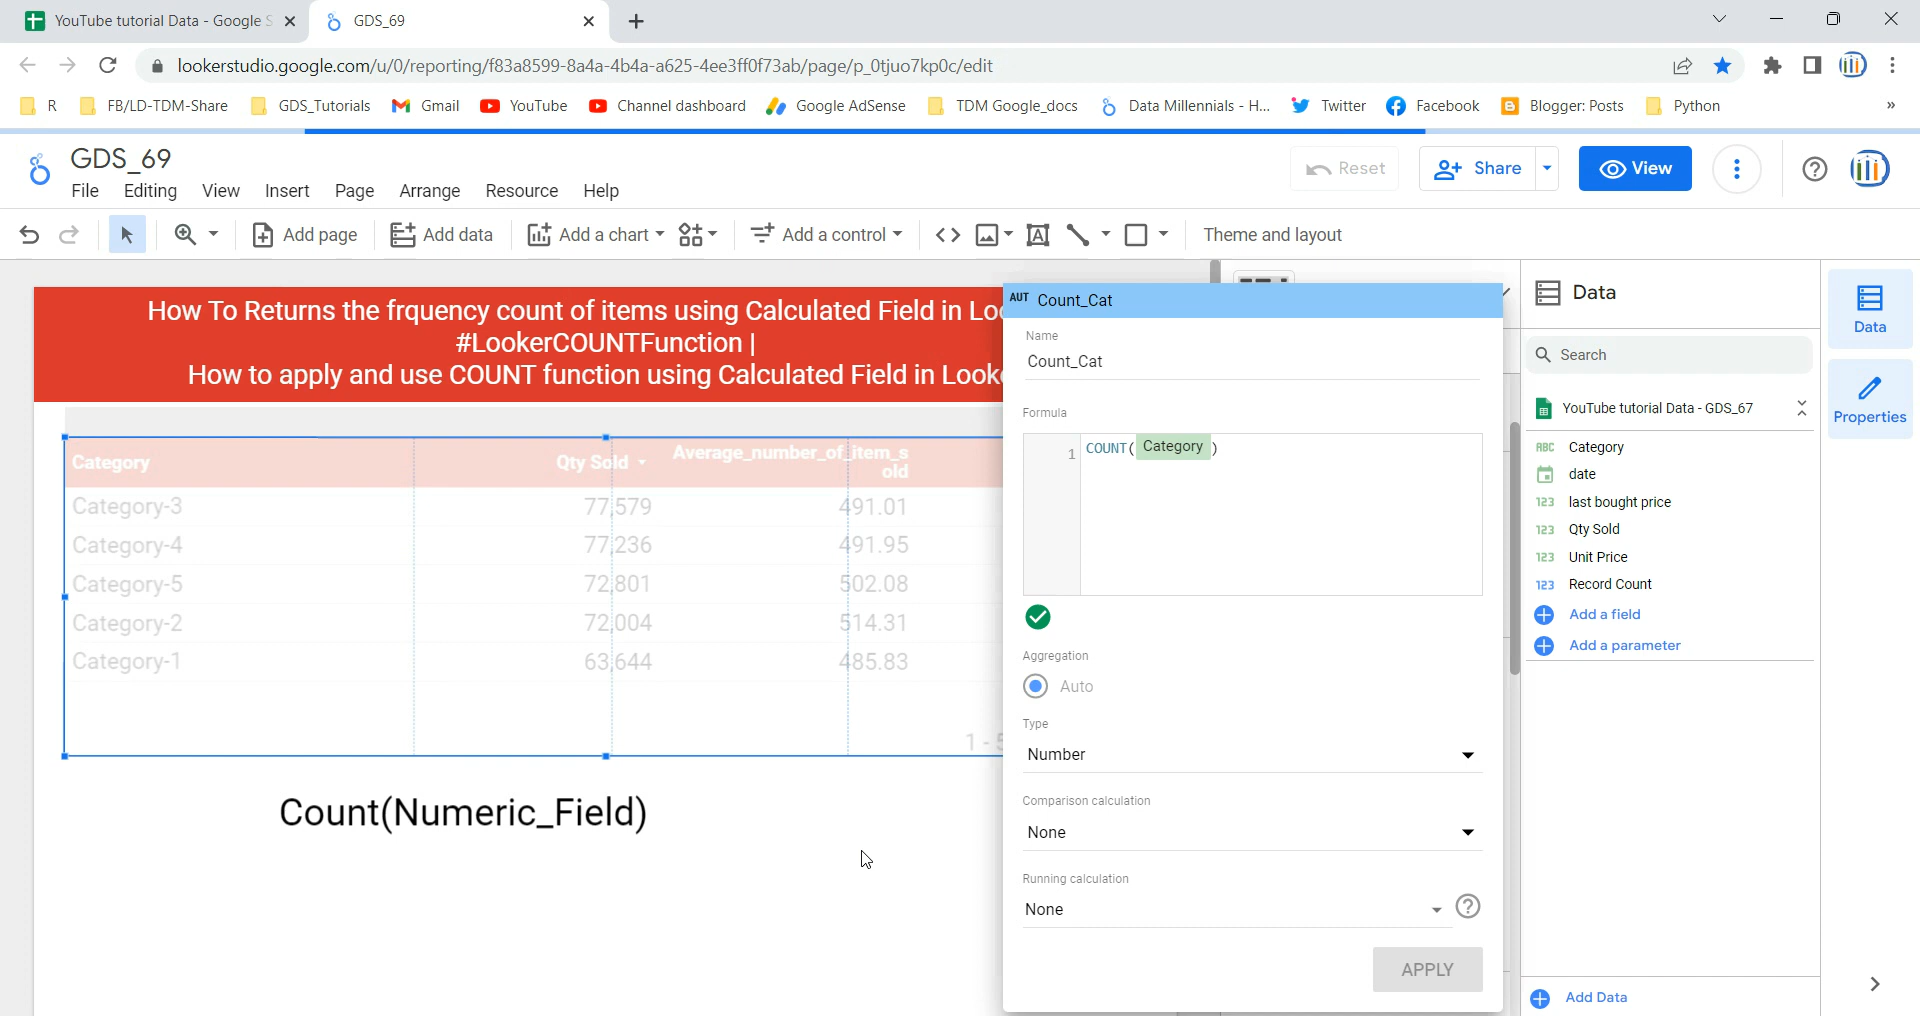 YouTube tutorial Data - Google S
GDS_69
lookerstudio.google.com/u/0/reporting/f83a8599-8a4a-4b4a-a625-4ee3ff0f73ab/page/p_0tjuo7kp0c/edit
R FB/LD-TDM-Share GDS_Tutorials Gmail YouTube Channel dashboard Google AdSense TDM Google_docs Data Millennials - H... Twitter Facebook Blogger: Posts Python »
GDS_69
File Editing View Insert Page Arrange Resource Help
Reset Share View
Add page Add data Add a chart Add a control Theme and layout
How To Returns the frquency count of items using Calculated Field in Loo
#LookerCOUNTFunction |
How to apply and use COUNT function using Calculated Field in Look
Category Qty Sold Average_number_of_item_s
old
Category-3 77,579 491.01
Category-4 77,236 491.95
Category-5 72,801 502.08
Category-2 72,004 514.31
Category-1 63,644 485.83
1 - 5
Count(Numeric_Field)
AUT Count_Cat
Name
Count_Cat
Formula
1 COUNT( Category )
Aggregation
Auto
Type
Number
Comparison calculation
None
Running calculation
None
APPLY
Data
Search
YouTube tutorial Data - GDS_67
ABC Category
date
123 last bought price
123 Qty Sold
123 Unit Price
123 Record Count
Add a field
Add a parameter
Add Data
Data
Properties